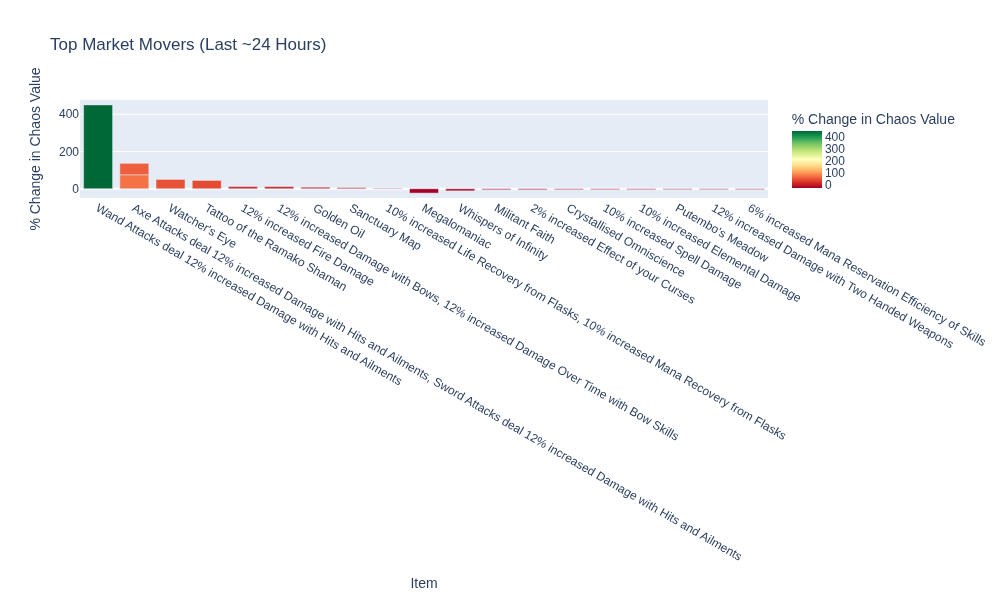 Top Market Movers (Last ~24 Hours)
% Change in Chaos Value
400
200
0
Wand Attacks deal 12% increased Damage with Hits and Ailments
Axe Attacks deal 12% increased Damage with Hits and Ailments, Sword Attacks deal 12% increased Damage with Hits and Ailments
Watcher's Eye
Tattoo of the Ramako Shaman
12% increased Fire Damage
12% increased Damage with Bows, 12% increased Damage Over Time with Bow Skills
Golden Oil
Sanctuary Map
10% increased Life Recovery from Flasks, 10% increased Mana Recovery from Flasks
Megalomaniac
Whispers of Infinity
Militant Faith
2% increased Effect of your Curses
Crystallised Omniscience
10% increased Spell Damage
10% increased Elemental Damage
Putembo's Meadow
12% increased Damage with Two Handed Weapons
6% increased Mana Reservation Efficiency of Skills
Item
% Change in Chaos Value
400
300
200
100
0